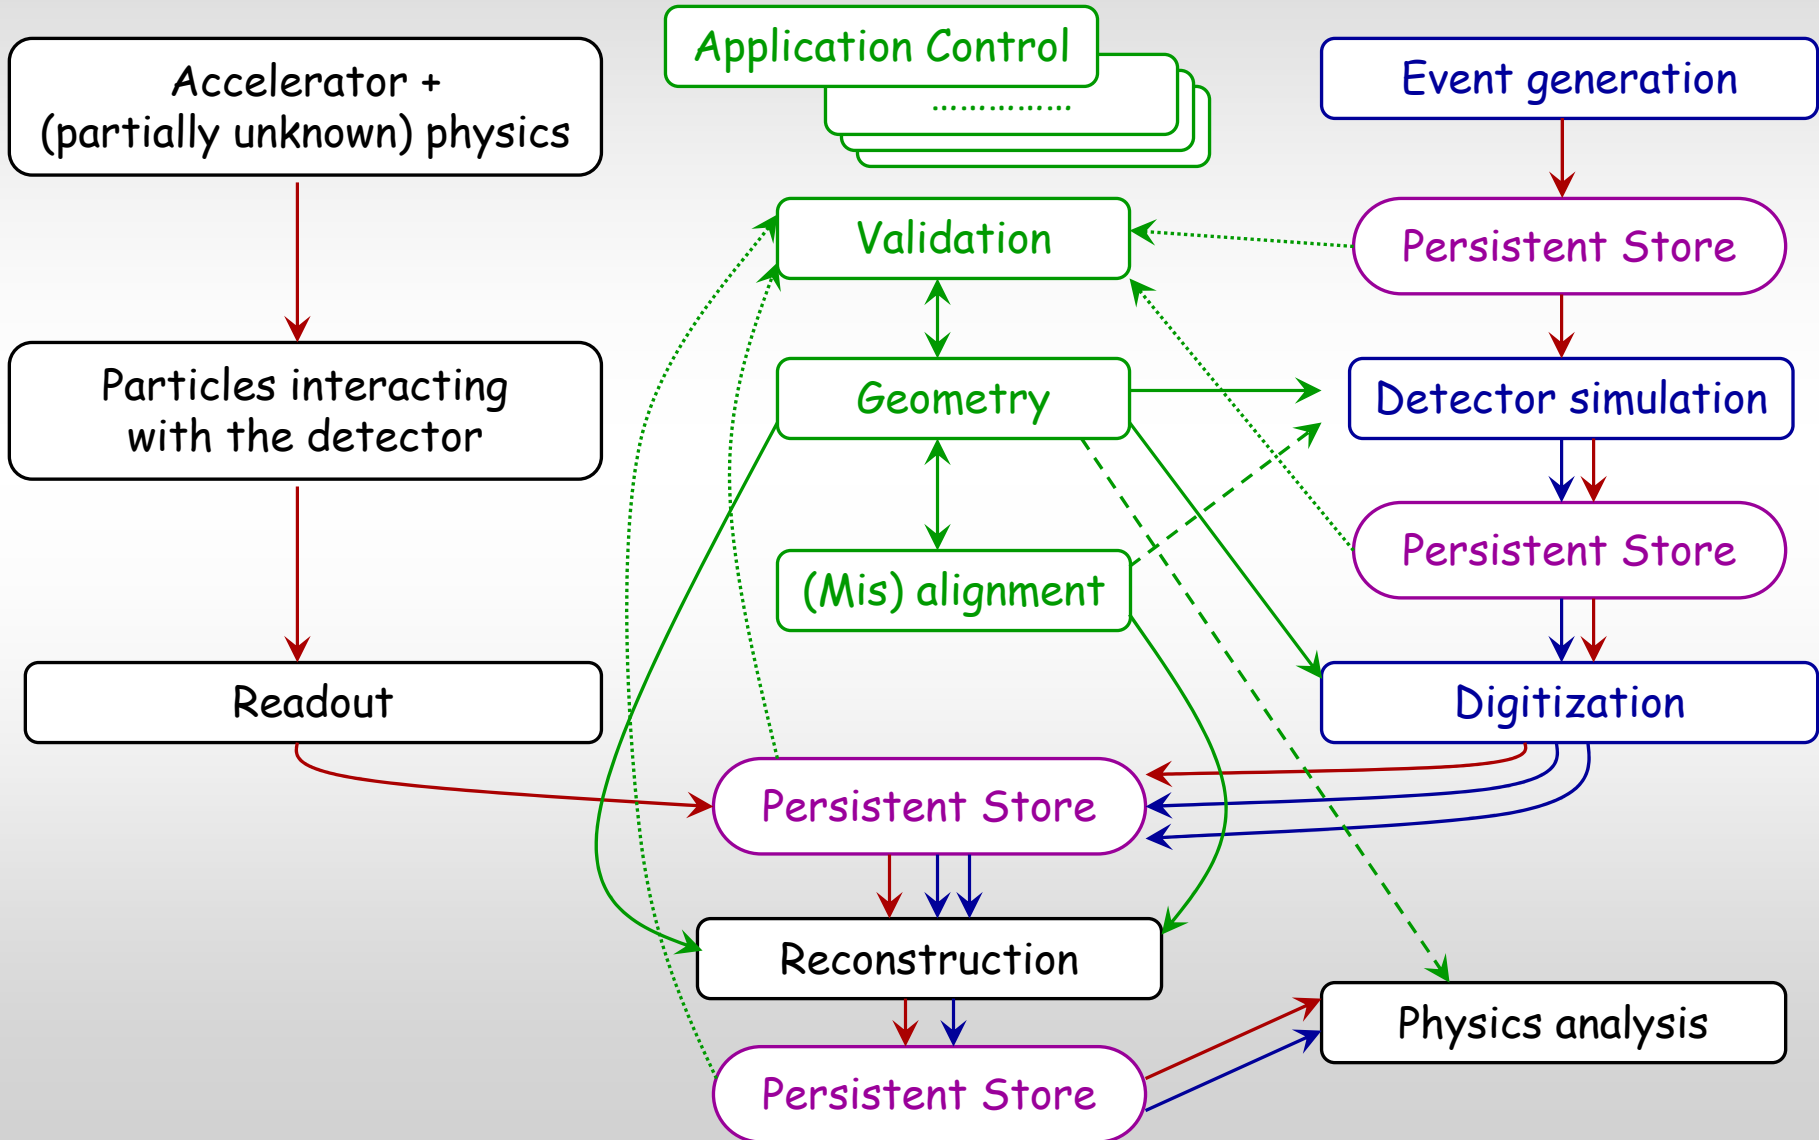 Application Control
……………
Accelerator +
(partially unknown) physics
Event generation
Validation
Persistent Store
Particles interacting
with the detector
Geometry
Detector simulation
Persistent Store
(Mis) alignment
Readout
Digitization
Persistent Store
Reconstruction
Physics analysis
Persistent Store